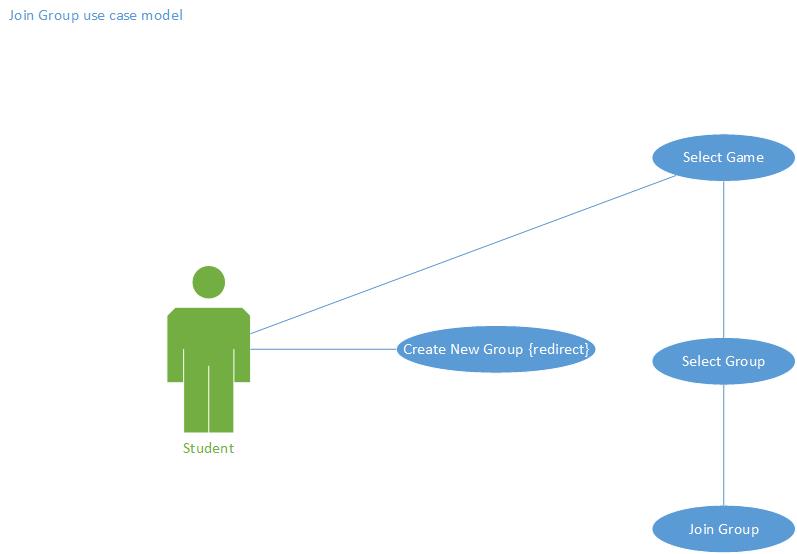 Join Group use case model
Select Game
Create New Group {redirect}
Select Group
Student
Join Group